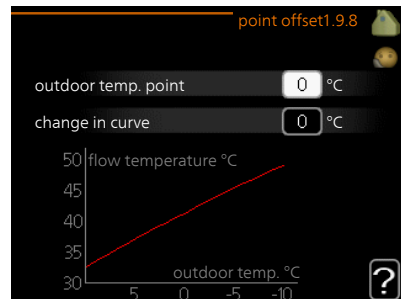 point offset1.9.8
outdoor temp. point 0 °C
change in curve 0 °C
50 flow temperature °C
45
40
35
outdoor temp. °C
30
5 0 -5 -10
?